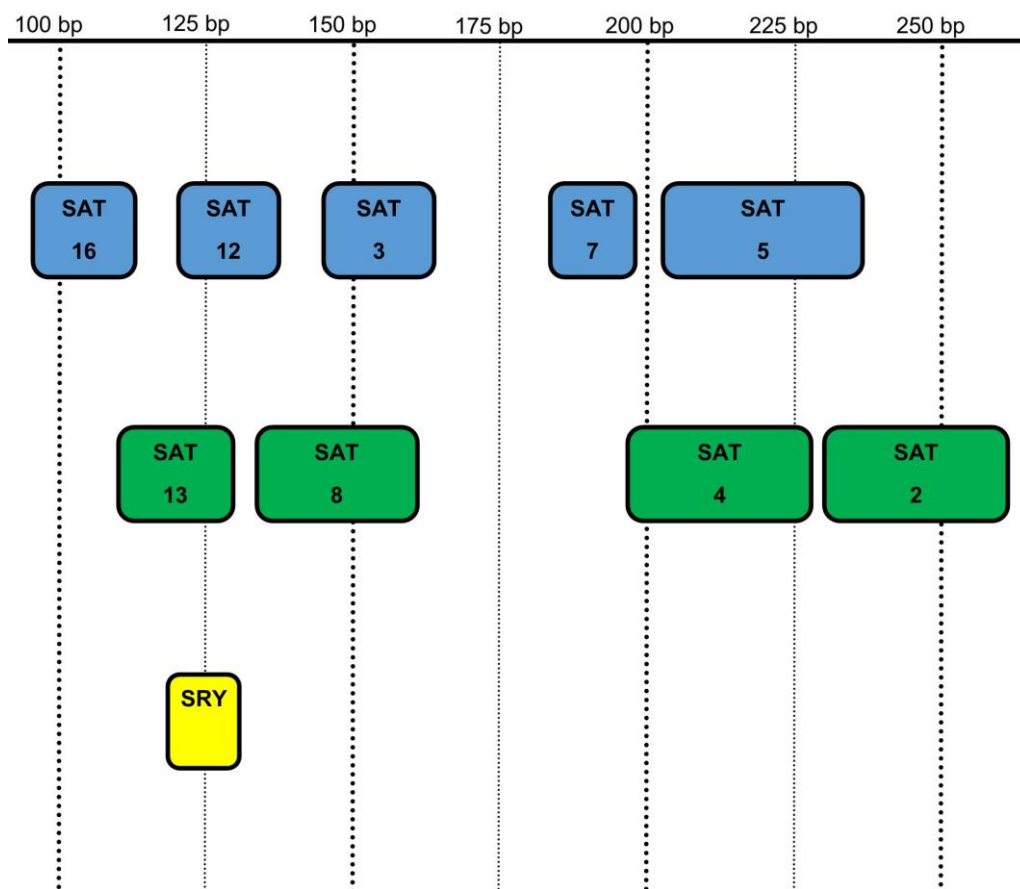 100 bp 125 bp 150 bp 175 bp 200 bp 225 bp 250 bp
SAT SAT SAT SAT SAT
16 12 3 7 5
SAT SAT SAT SAT
13 8 4 2
SRY